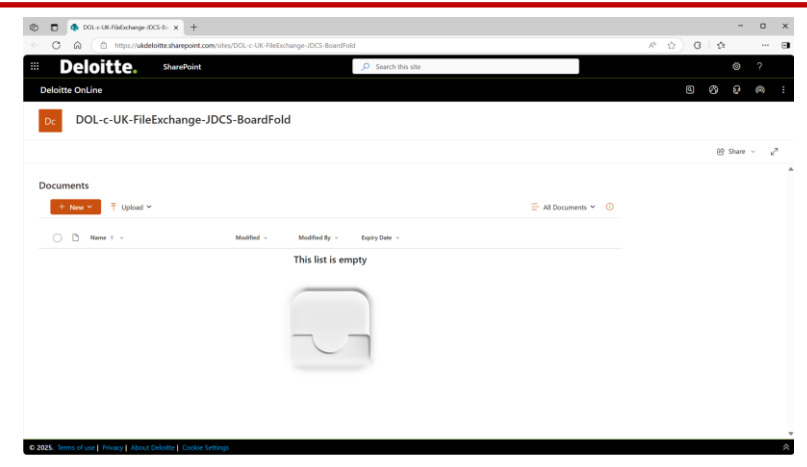 DOL-c-UK-FileExchange-JDCS-B
https://ukdeloitte.sharepoint.com/sites/DOL-c-UK-FileExchange-JDCS-BoardFold
Deloitte. SharePoint Search this site
Deloitte OnLine
Dc DOL-c-UK-FileExchange-JDCS-BoardFold
Share
Documents
+ New Upload All Documents
Name ↑ Modified Modified By Expiry Date
This list is empty
© 2025. Terms of use | Privacy | About Deloitte | Cookie Settings